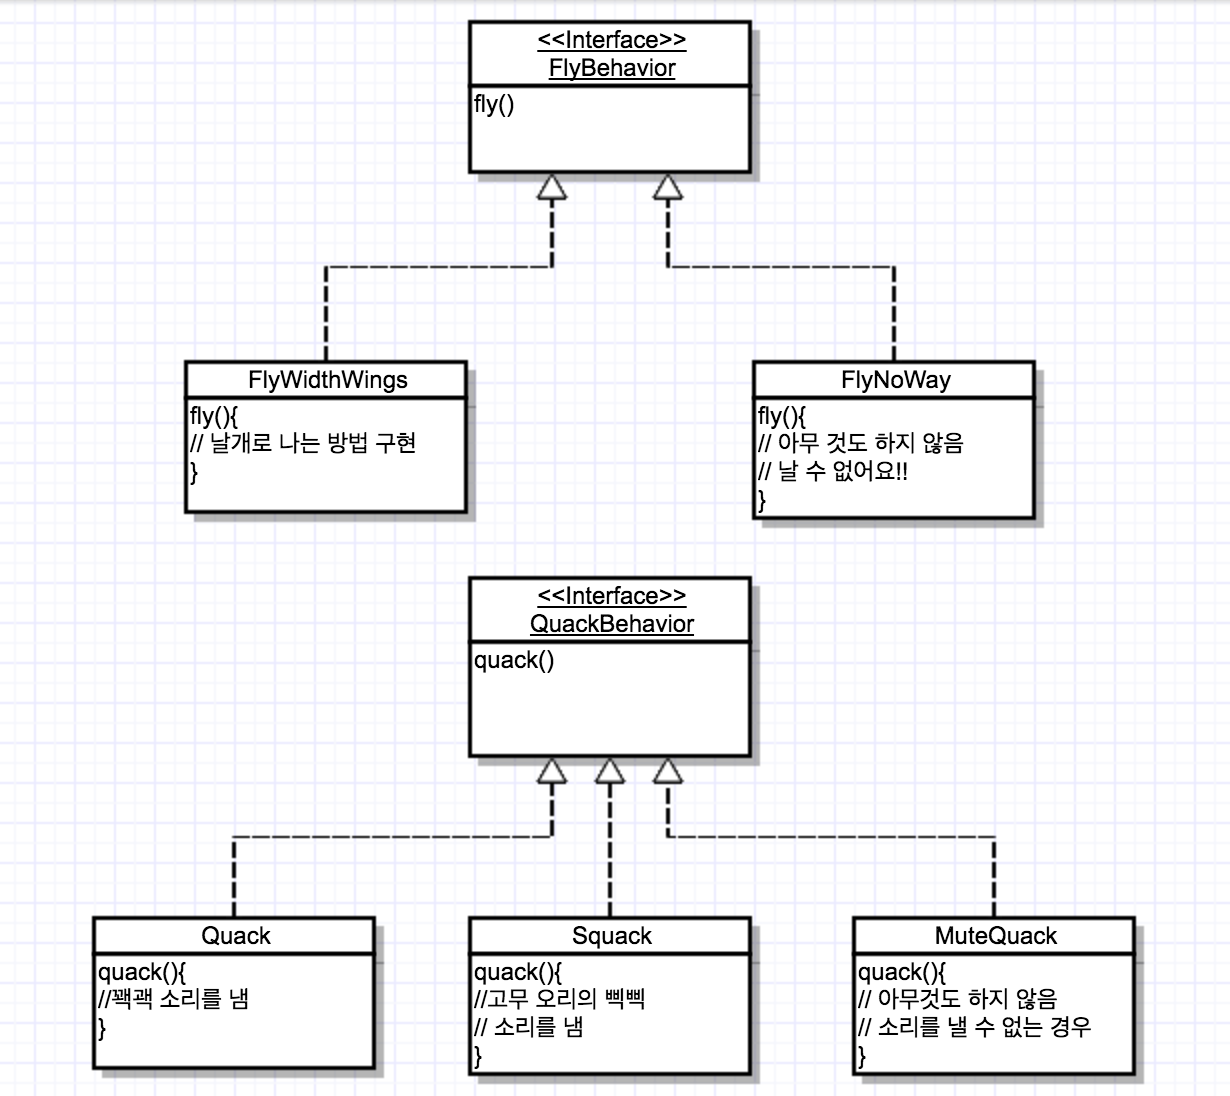 <<Interface>>
FlyBehavior
fly()
FlyWidthWings
fly(){
// 날개로 나는 방법 구현
}
FlyNoWay
fly(){
// 아무 것도 하지 않음
// 날 수 없어요!!
}
<<Interface>>
QuackBehavior
quack()
Quack
quack(){
//꽥괙 소리를 냄
}
Squack
quack(){
//고무 오리의 삑삑
// 소리를 냄
}
MuteQuack
quack(){
// 아무것도 하지 않음
// 소리를 낼 수 없는 경우
}